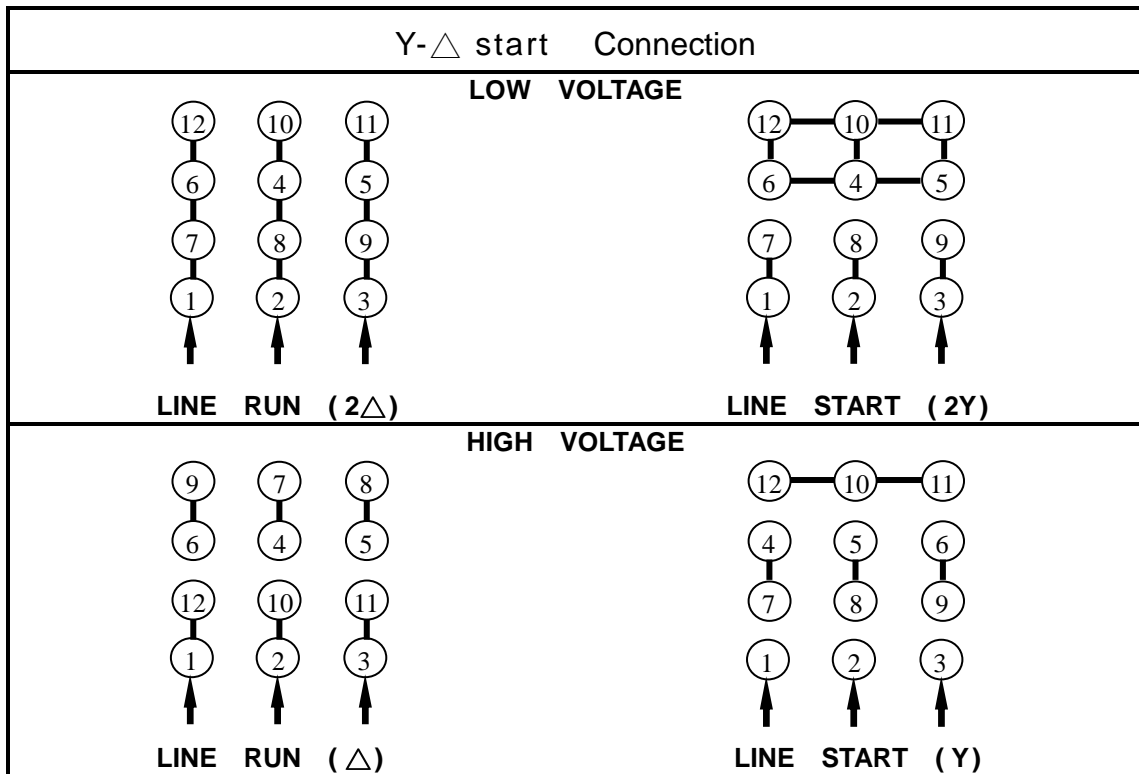 Y-△ start Connection
LOW VOLTAGE
12 10 11 12 10 11
6 4 5 6 4 5
7 8 9 7 8 9
1 2 3 1 2 3
LINE RUN (2△) LINE START (2Y)
HIGH VOLTAGE
9 7 8 12 10 11
6 4 5 4 5 6
12 10 11 7 8 9
1 2 3 1 2 3
LINE RUN (△) LINE START (Y)